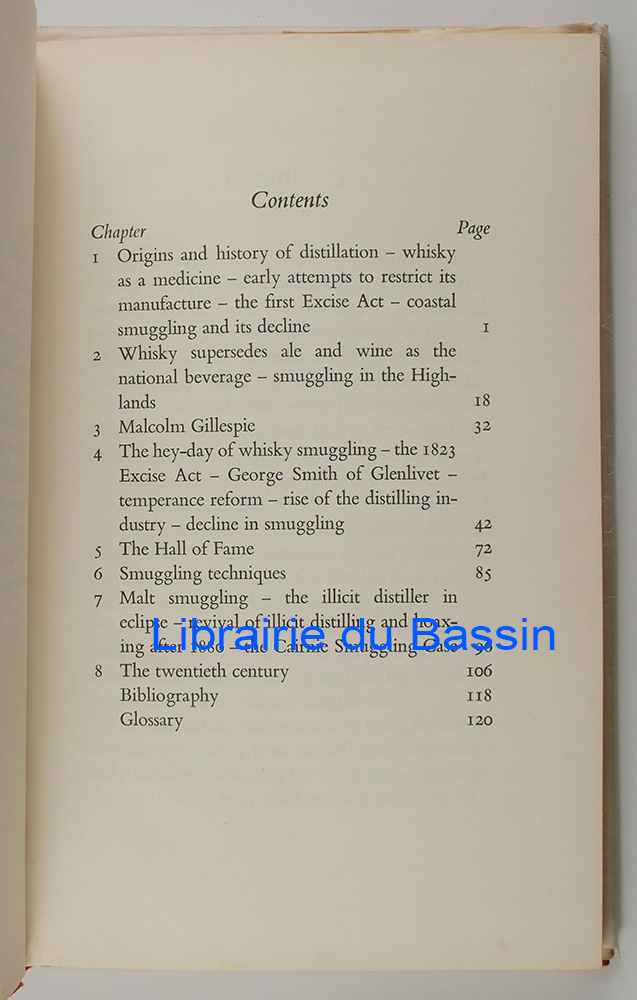 Contents
Chapter Page
1 Origins and history of distillation – whisky
as a medicine – early attempts to restrict its
manufacture – the first Excise Act – coastal
smuggling and its decline 1
2 Whisky supersedes ale and wine as the
national beverage – smuggling in the High-
lands 18
3 Malcolm Gillespie 32
4 The hey-day of whisky smuggling – the 1823
Excise Act – George Smith of Glenlivet –
temperance reform – rise of the distilling in-
dustry – decline in smuggling 42
5 The Hall of Fame 72
6 Smuggling techniques 85
7 Malt smuggling – the illicit distiller in
eclipse – revival of illicit distilling and hoax-
Librairie du Bassin
ing after 1880 – the Cairnie Smuggling Case 96
8 The twentieth century 106
Bibliography 118
Glossary 120